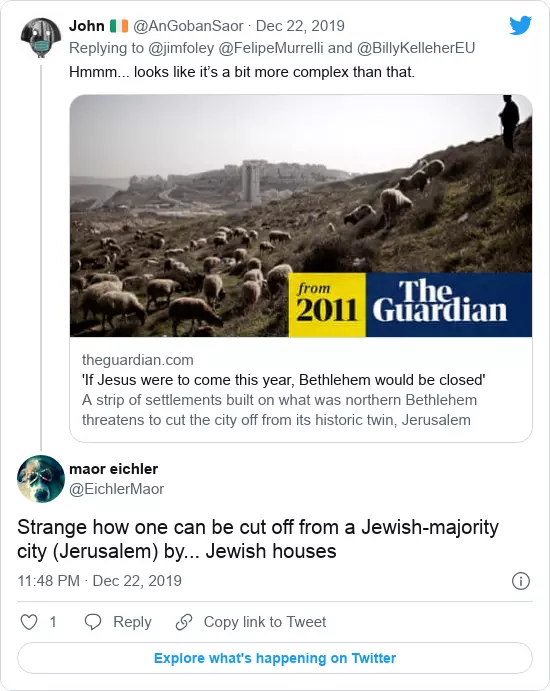 John 🇮🇪 @AnGobanSaor · Dec 22, 2019
Replying to @jimfoley @FelipeMurrelli and @BillyKelleherEU
Hmmm... looks like it's a bit more complex than that.
from
2011
The
Guardian
theguardian.com
'If Jesus were to come this year, Bethlehem would be closed'
A strip of settlements built on what was northern Bethlehem
threatens to cut the city off from its historic twin, Jerusalem
maor eichler
@EichlerMaor
Strange how one can be cut off from a Jewish-majority
city (Jerusalem) by... Jewish houses
11:48 PM · Dec 22, 2019
1 Reply Copy link to Tweet
Explore what's happening on Twitter